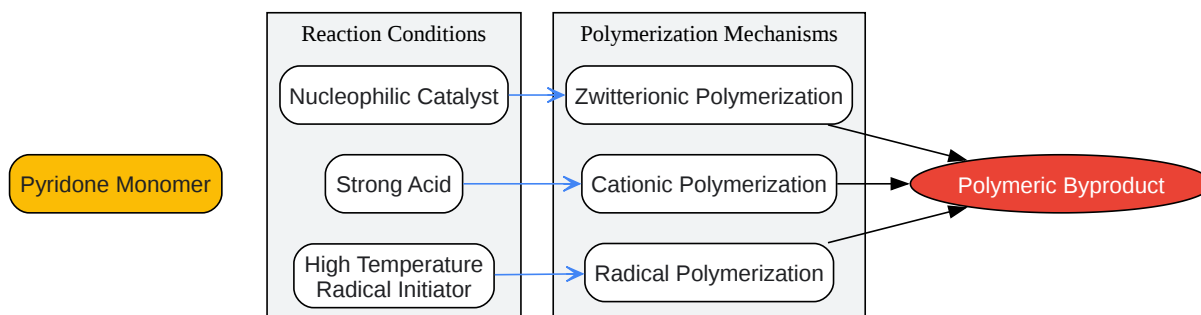 Reaction Conditions
Polymerization Mechanisms
Nucleophilic Catalyst
Zwitterionic Polymerization
Pyridone Monomer
Strong Acid
Cationic Polymerization
Polymeric Byproduct
High Temperature
Radical Initiator
Radical Polymerization